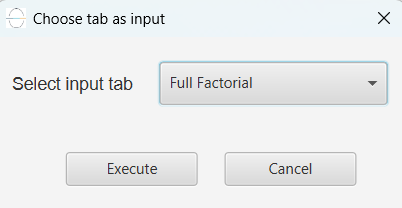 Choose tab as input
Select input tab
Full Factorial
Execute
Cancel